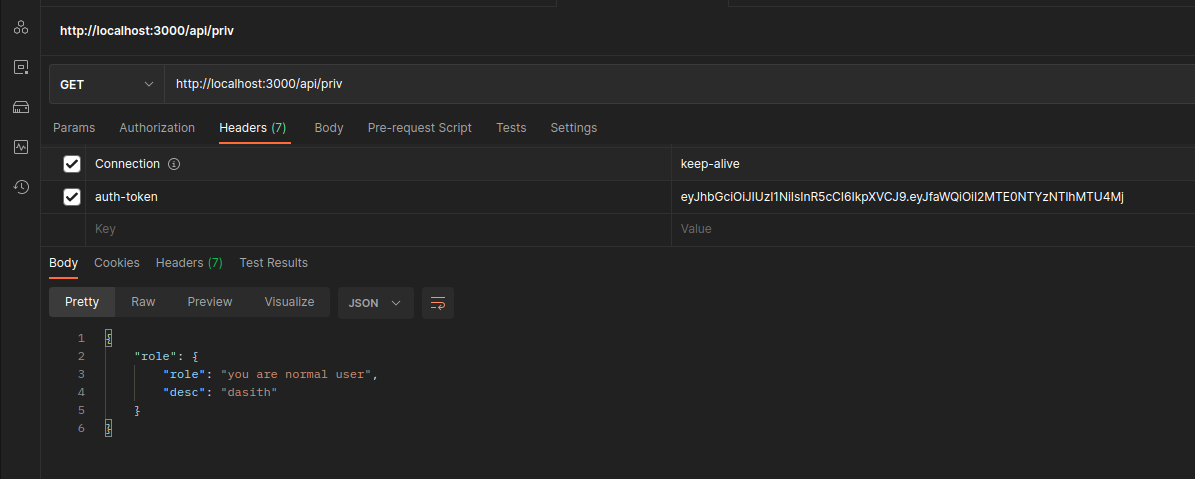 http://localhost:3000/api/priv
GET http://localhost:3000/api/priv
Params Authorization Headers (7) Body Pre-request Script Tests Settings
Connection keep-alive
auth-token eyJhbGciOiJIUzI1NiIsInR5cCI6IkpXVCJ9.eyJfaWQiOiI2MTE0NTYzNTlhMTU4Mj
Key Value
Body Cookies Headers (7) Test Results
Pretty Raw Preview Visualize JSON
1 {
2 "role": {
3 "role": "you are normal user",
4 "desc": "dasith"
5 }
6 }